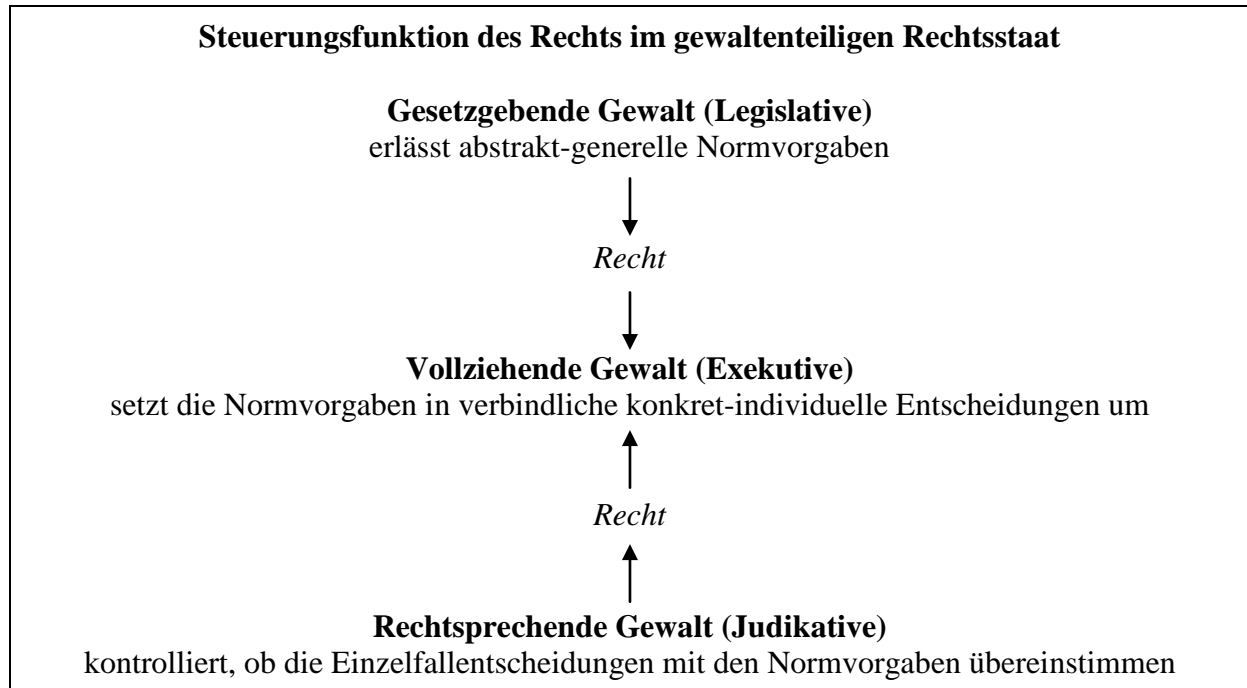 Steuerungsfunktion des Rechts im gewaltenteiligen Rechtsstaat
Gesetzgebende Gewalt (Legislative)
erlässt abstrakt-generelle Normvorgaben
Recht
Vollziehende Gewalt (Exekutive)
setzt die Normvorgaben in verbindliche konkret-individuelle Entscheidungen um
Recht
Rechtsprechende Gewalt (Judikative)
kontrolliert, ob die Einzelfallentscheidungen mit den Normvorgaben übereinstimmen